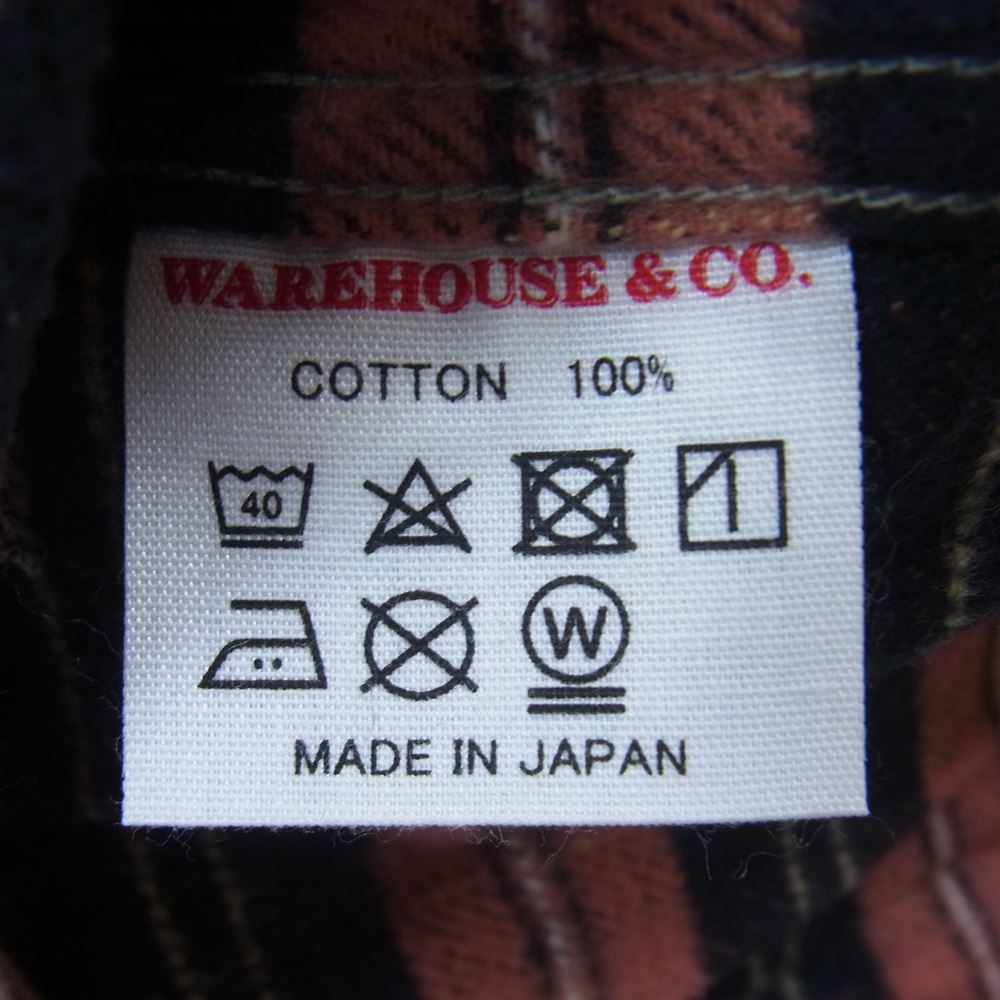 WAREHOUSE & CO.
COTTON 100%
40
W
MADE IN JAPAN